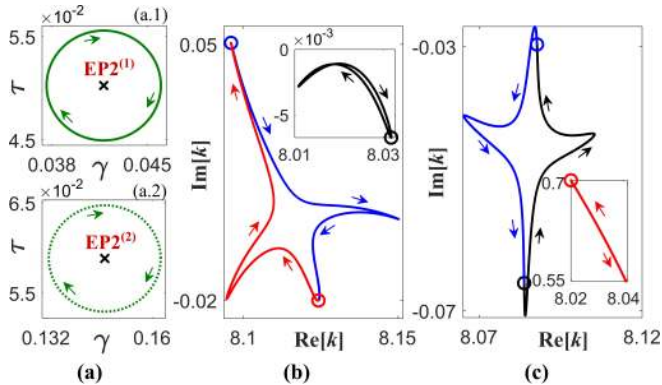 5.5 ×10⁻² (a.1)
EP2⁽¹⁾
τ
4.5
0.038 γ 0.045
6.5 ×10⁻² (a.2)
EP2⁽²⁾
τ
5.5
0.132 γ 0.16
(a)
0.05
Im[k]
-0.02
8.1 Re[k] 8.15
0 ×10⁻³
-5
8.01 8.03
(b)
-0.03
Im[k]
-0.07
8.07 Re[k] 8.12
0.7
0.55
8.02 8.04
(c)